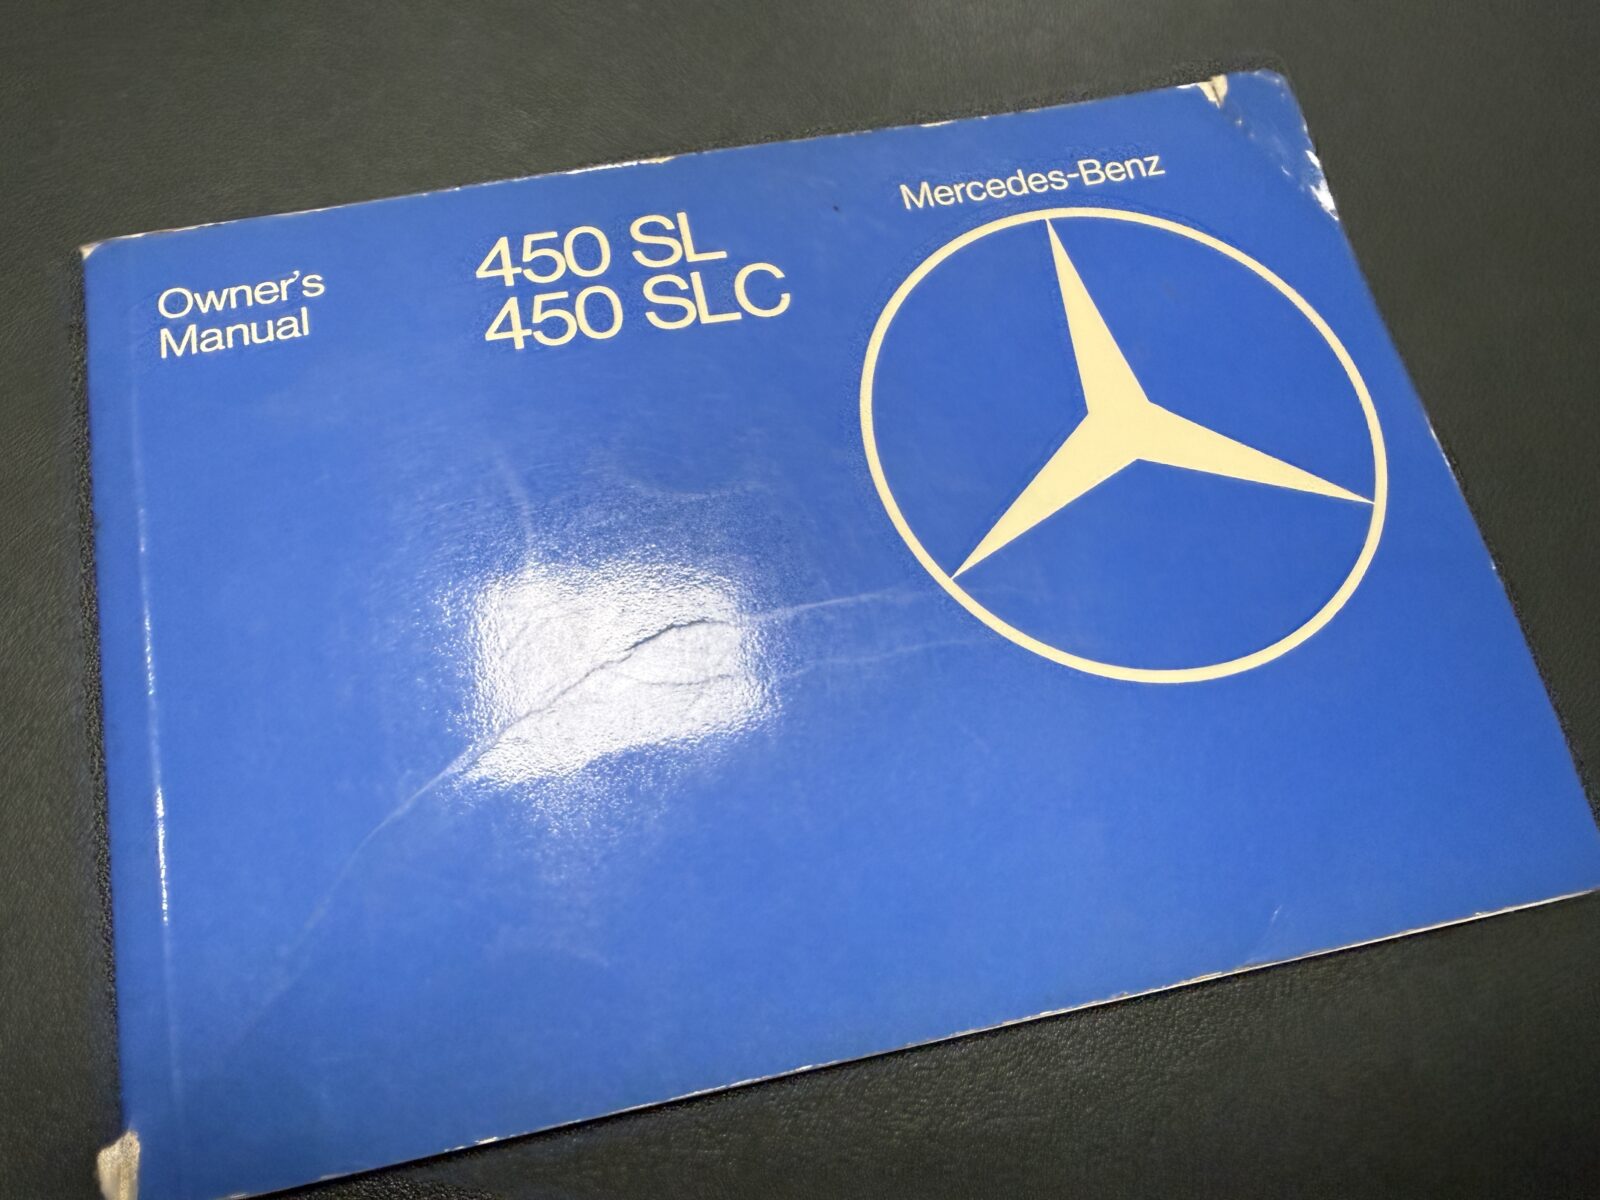 Owner's
Manual
450 SL
450 SLC
Mercedes-Benz